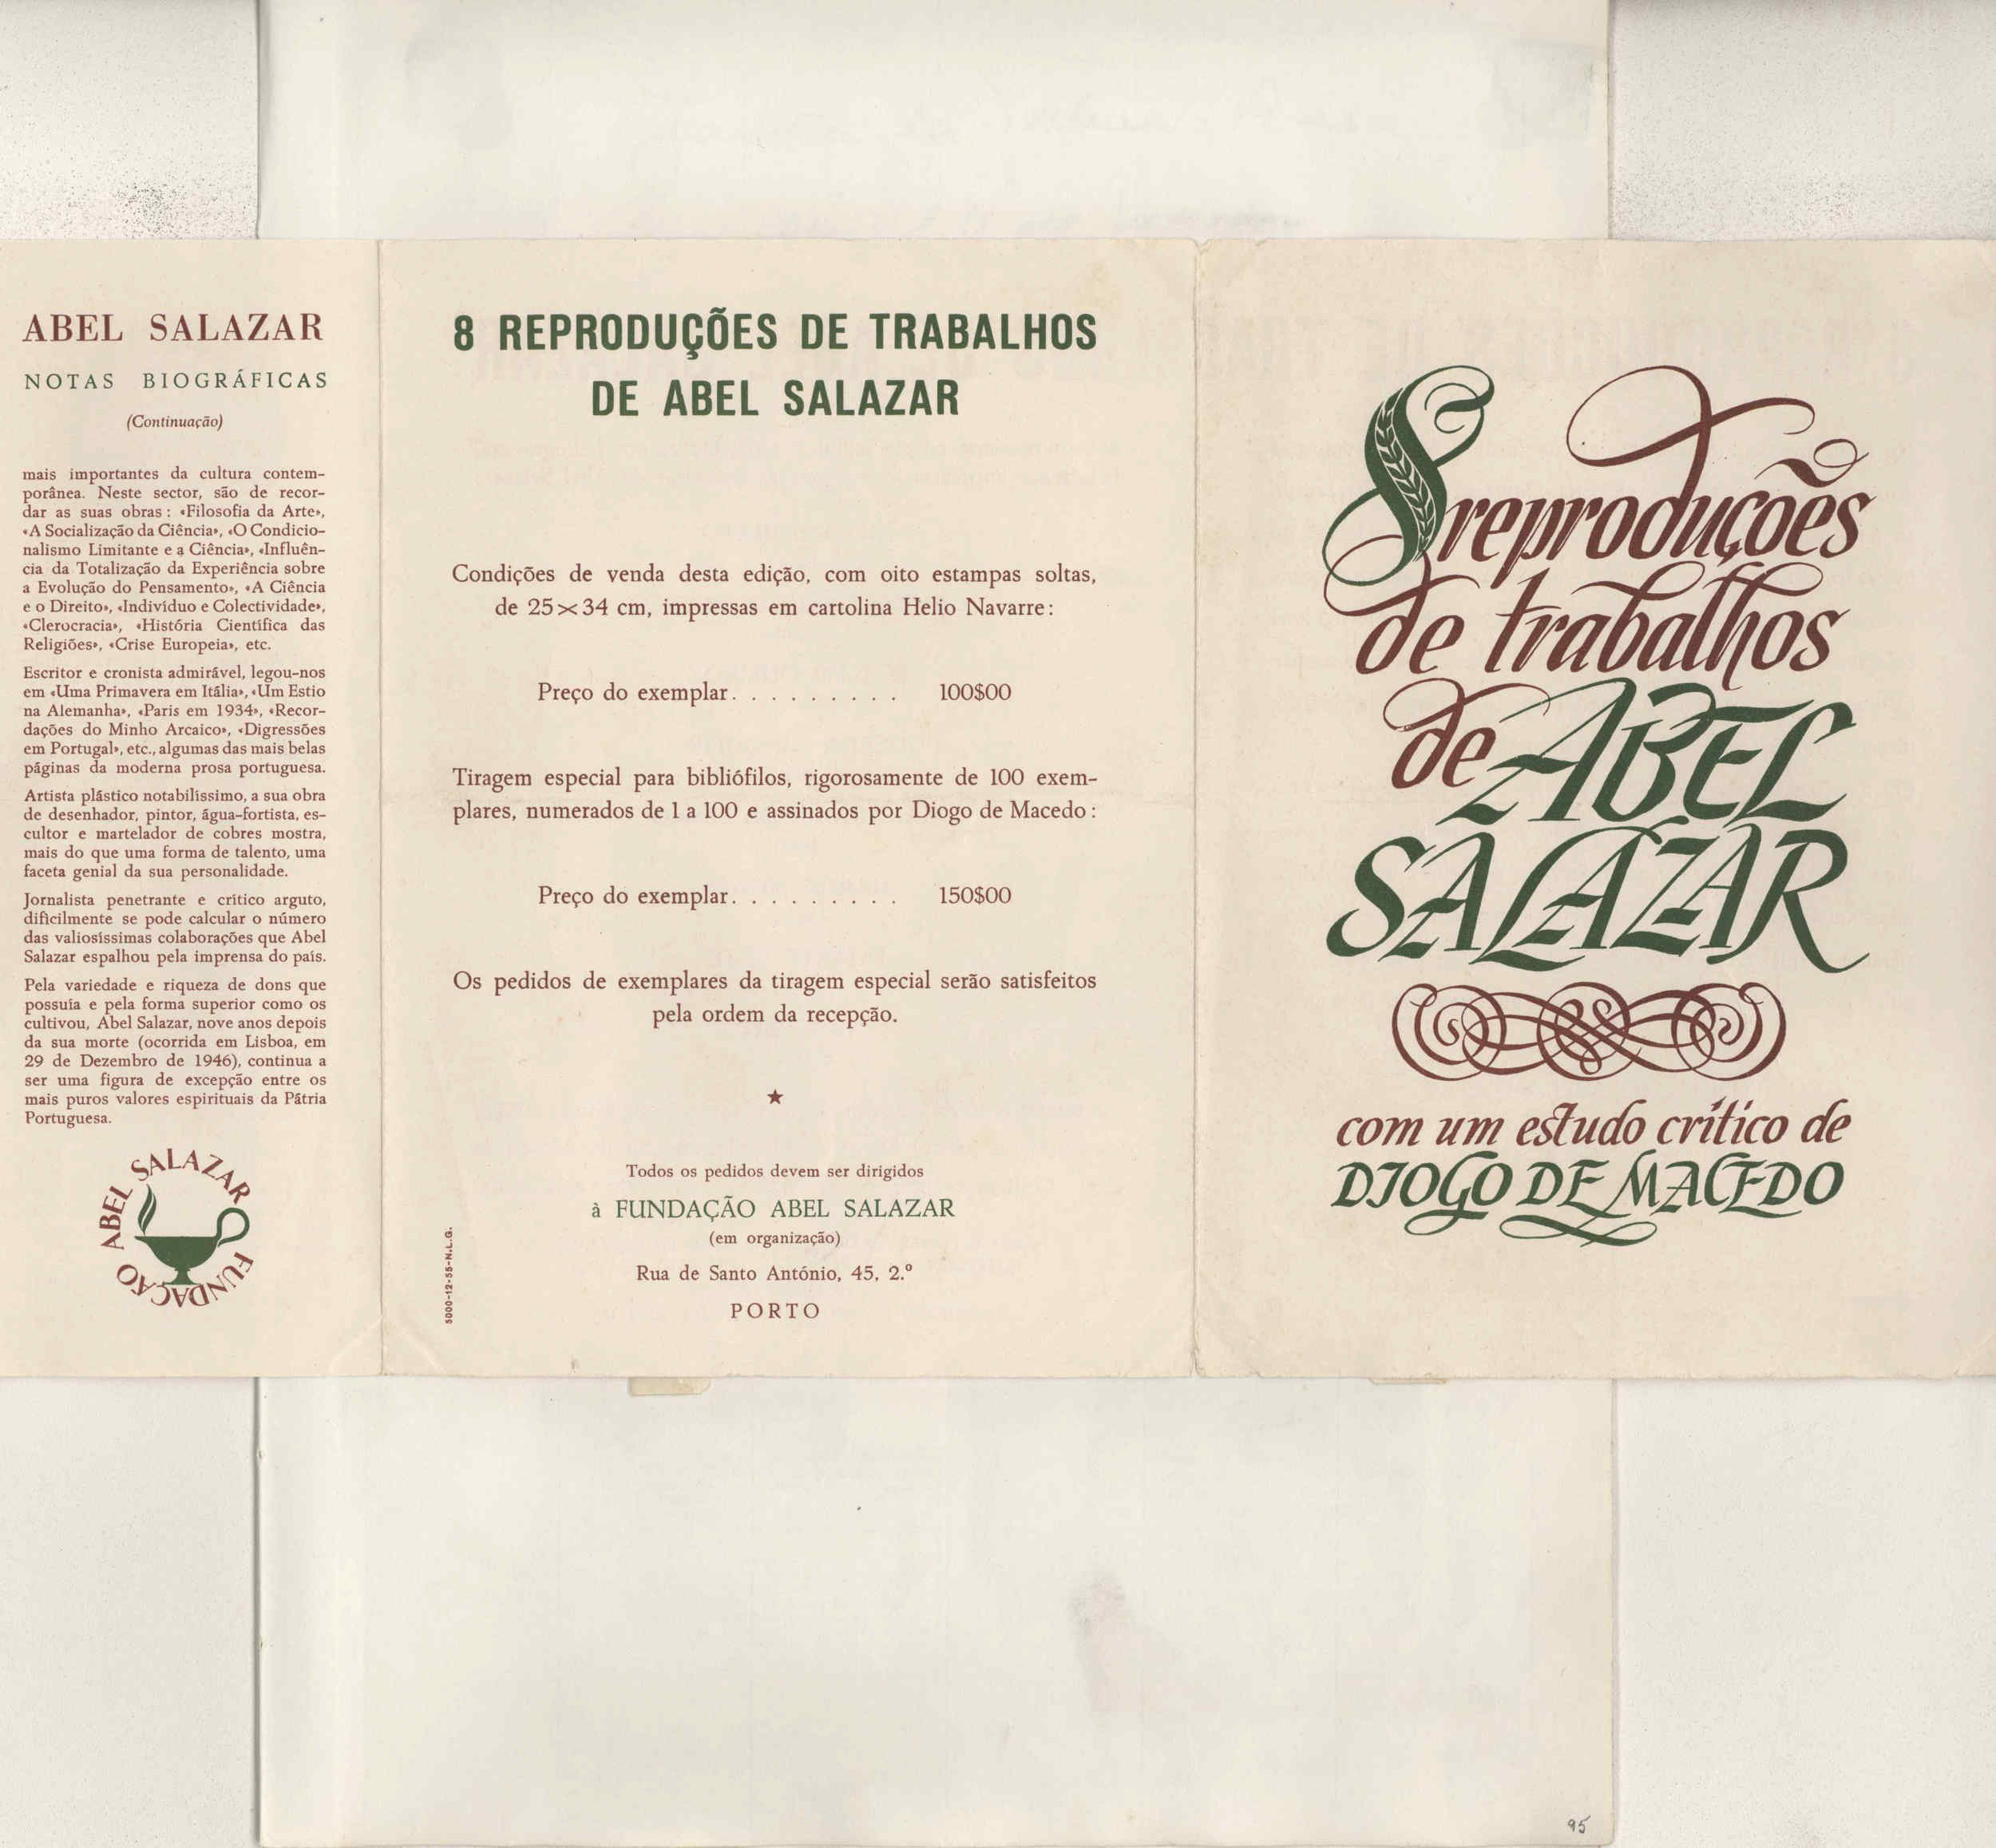 ABEL SALAZAR
NOTAS BIOGRÁFICAS
(Continuação)
mais importantes da cultura contem-
porânea. Neste sector, são de recor-
dar as suas obras: «Filosofia da Arte»,
«A Socialização da Ciência», «O Condicio-
nalismo Limitante e a Ciência», «Influên-
cia da Totalização da Experiência sobre
a Evolução do Pensamento», «A Ciência
e o Direito», «Indivíduo e Colectividade»,
«Clerocracia», «História Científica das
Religiões», «Crise Europeia», etc.
Escritor e cronista admirável, legou-nos
em «Uma Primavera em Itália», «Um Estio
na Alemanha», «Paris em 1934», «Recor-
dações do Minho Arcaico», «Digressões
em Portugal», etc., algumas das mais belas
páginas da moderna prosa portuguesa.
Artista plástico notabilíssimo, a sua obra
de desenhador, pintor, água-fortista, es-
cultor e martelador de cobres mostra,
mais do que uma forma de talento, uma
faceta genial da sua personalidade.
Jornalista penetrante e crítico arguto,
dificilmente se pode calcular o número
das valiosíssimas colaborações que Abel
Salazar espalhou pela imprensa do país.
Pela variedade e riqueza de dons que
possuía e pela forma superior como os
cultivou, Abel Salazar, nove anos depois
da sua morte (ocorrida em Lisboa, em
29 de Dezembro de 1946), continua a
ser uma figura de excepção entre os
mais puros valores espirituais da Pátria
Portuguesa.
FUNDAÇÃO ABEL SALAZAR
8 REPRODUÇÕES DE TRABALHOS
DE ABEL SALAZAR
Condições de venda desta edição, com oito estampas soltas,
de 25×34 cm, impressas em cartolina Helio Navarre:
Preço do exemplar. . . . . . . . . 100$00
Tiragem especial para bibliófilos, rigorosamente de 100 exem-
plares, numerados de 1 a 100 e assinados por Diogo de Macedo:
Preço do exemplar. . . . . . . . . 150$00
Os pedidos de exemplares da tiragem especial serão satisfeitos
pela ordem da recepção.
★
Todos os pedidos devem ser dirigidos
à FUNDAÇÃO ABEL SALAZAR
(em organização)
Rua de Santo António, 45, 2.º
PORTO
5000-12-55-N.L.G.
8 reproduções
de trabalhos
de ABEL
SALAZAR
com um estudo crítico de
DIOGO DE MACEDO
95